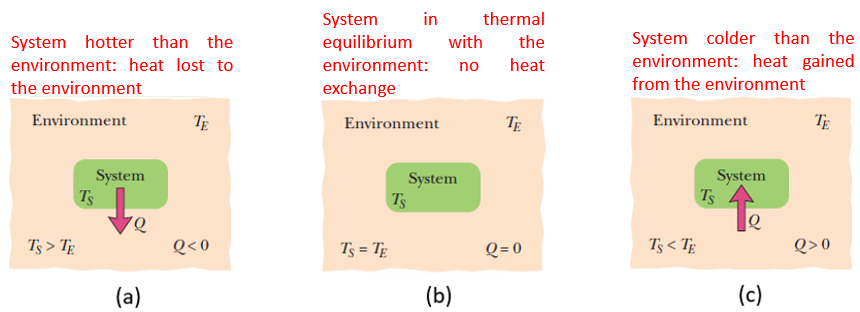 System hotter than the
environment: heat lost to
the environment
Environment T_E
System
T_S
Q
T_S > T_E Q < 0
(a)
System in thermal
equilibrium with the
environment: no heat
exchange
Environment T_E
System
T_S
T_S = T_E Q = 0
(b)
System colder than the
environment: heat gained
from the environment
Environment T_E
System
T_S
Q
T_S < T_E Q > 0
(c)